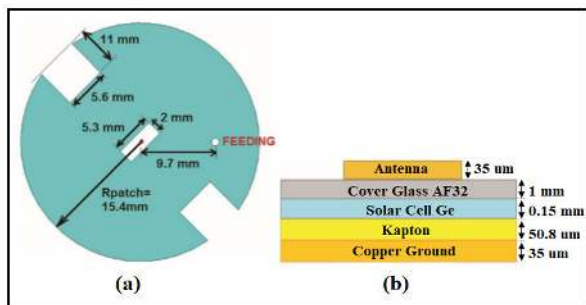 11 mm
5.6 mm
5.3 mm
2 mm
FEEDING
9.7 mm
Rpatch=
15.4mm
(a)
Antenna
35 um
Cover Glass AF32
1 mm
Solar Cell Ge
0.15 mm
Kapton
50.8 um
Copper Ground
35 um
(b)